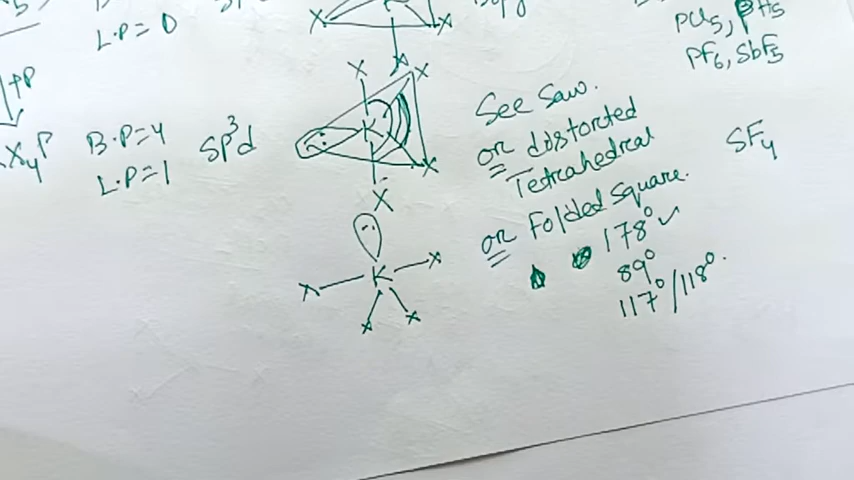 L.P = 0
PCl5, PH5
PF6, SbF5
X
X
X
+P
X4P
B.P = 4
L.P = 1
SP3d
X
X
K
X
X
See Saw.
or distorted
Tetrahedral
or Folded Square.
178°
89°
117°/118°.
SF4
K
X
X
X
X